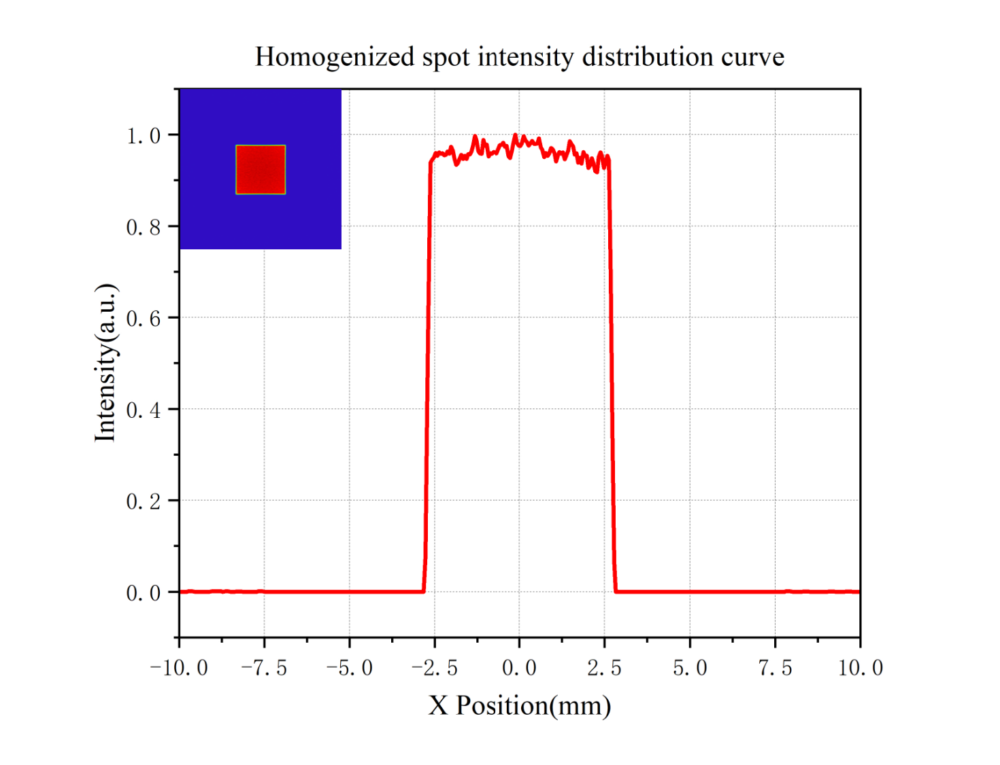 Homogenized spot intensity distribution curve
1.0
0.8
0.6
0.4
0.2
0.0
Intensity(a.u.)
-10.0 -7.5 -5.0 -2.5 0.0 2.5 5.0 7.5 10.0
X Position(mm)